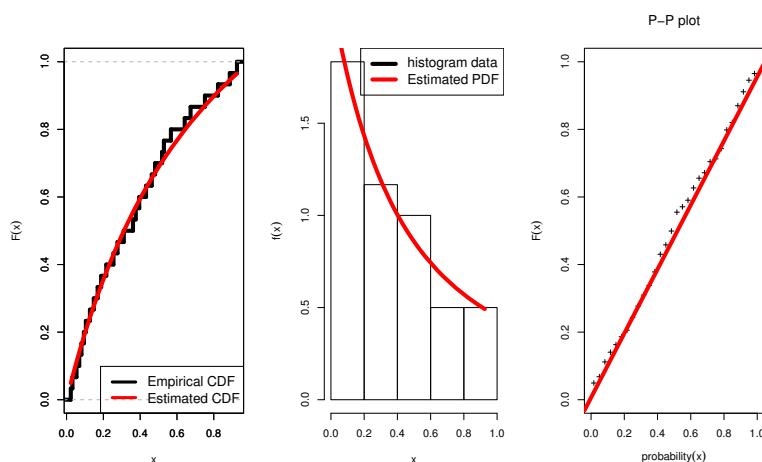 F(x)
1.0
0.8
0.6
0.4
0.2
0.0
Empirical CDF
Estimated CDF
0.0 0.2 0.4 0.6 0.8
x
f(x)
1.5
1.0
0.5
0.0
histogram data
Estimated PDF
0.0 0.2 0.4 0.6 0.8 1.0
x
P−P plot
F(x)
1.0
0.8
0.6
0.4
0.2
0.0
0.0 0.2 0.4 0.6 0.8 1.0
probability(x)